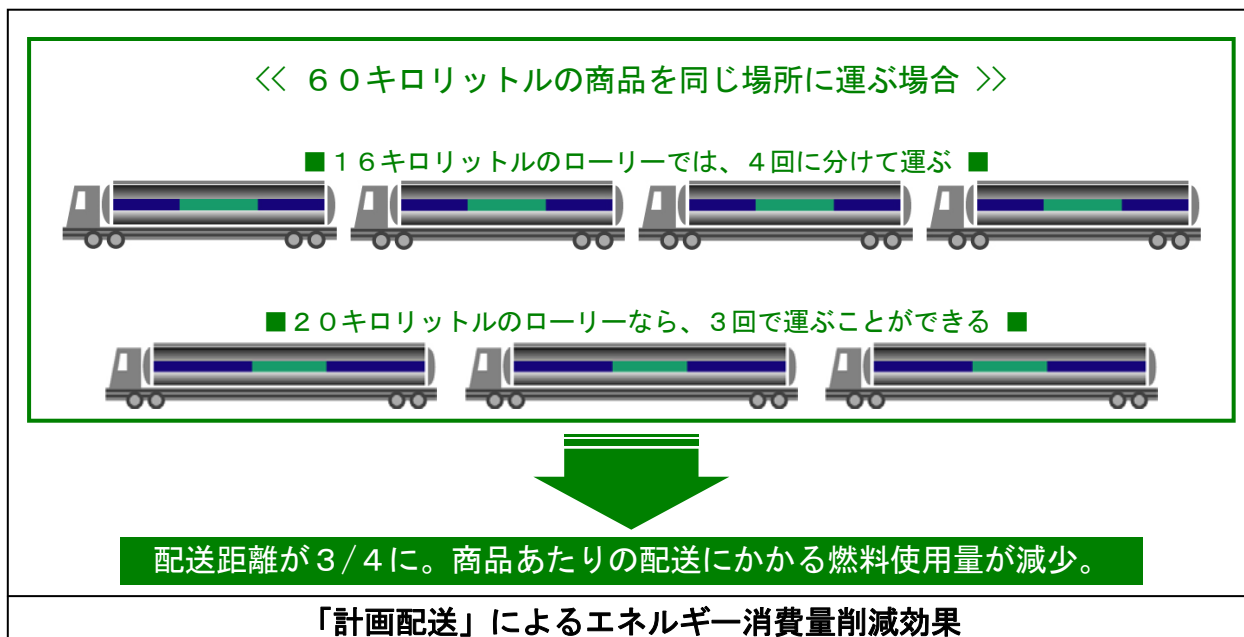 ≪ ６０キロリットルの商品を同じ場所に運ぶ場合 ≫
■１６キロリットルのローリーでは、４回に分けて運ぶ ■
■２０キロリットルのローリーなら、３回で運ぶことができる ■
配送距離が３/４に。商品あたりの配送にかかる燃料使用量が減少。
「計画配送」によるエネルギー消費量削減効果